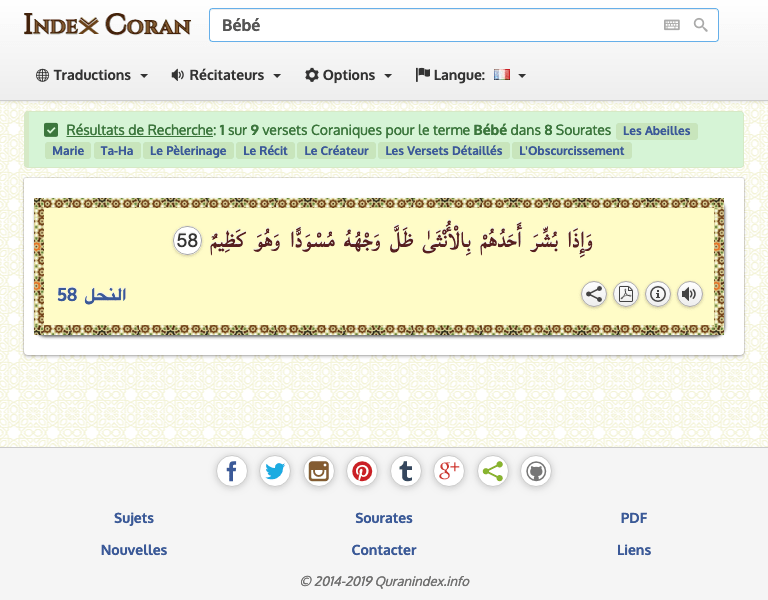 Index Coran
Bébé
Traductions Récitateurs Options Langue:
Résultats de Recherche: 1 sur 9 versets Coraniques pour le terme Bébé dans 8 Sourates Les Abeilles
Marie Ta-Ha Le Pèlerinage Le Récit Le Créateur Les Versets Détaillés L'Obscurcissement
وَإِذَا بُشِّرَ أَحَدُهُمْ بِالْأُنْثَىٰ ظَلَّ وَجْهُهُ مُسْوَدًّا وَهُوَ كَظِيمٌ 58
النحل 58
Sujets Sourates PDF
Nouvelles Contacter Liens
© 2014-2019 Quranindex.info